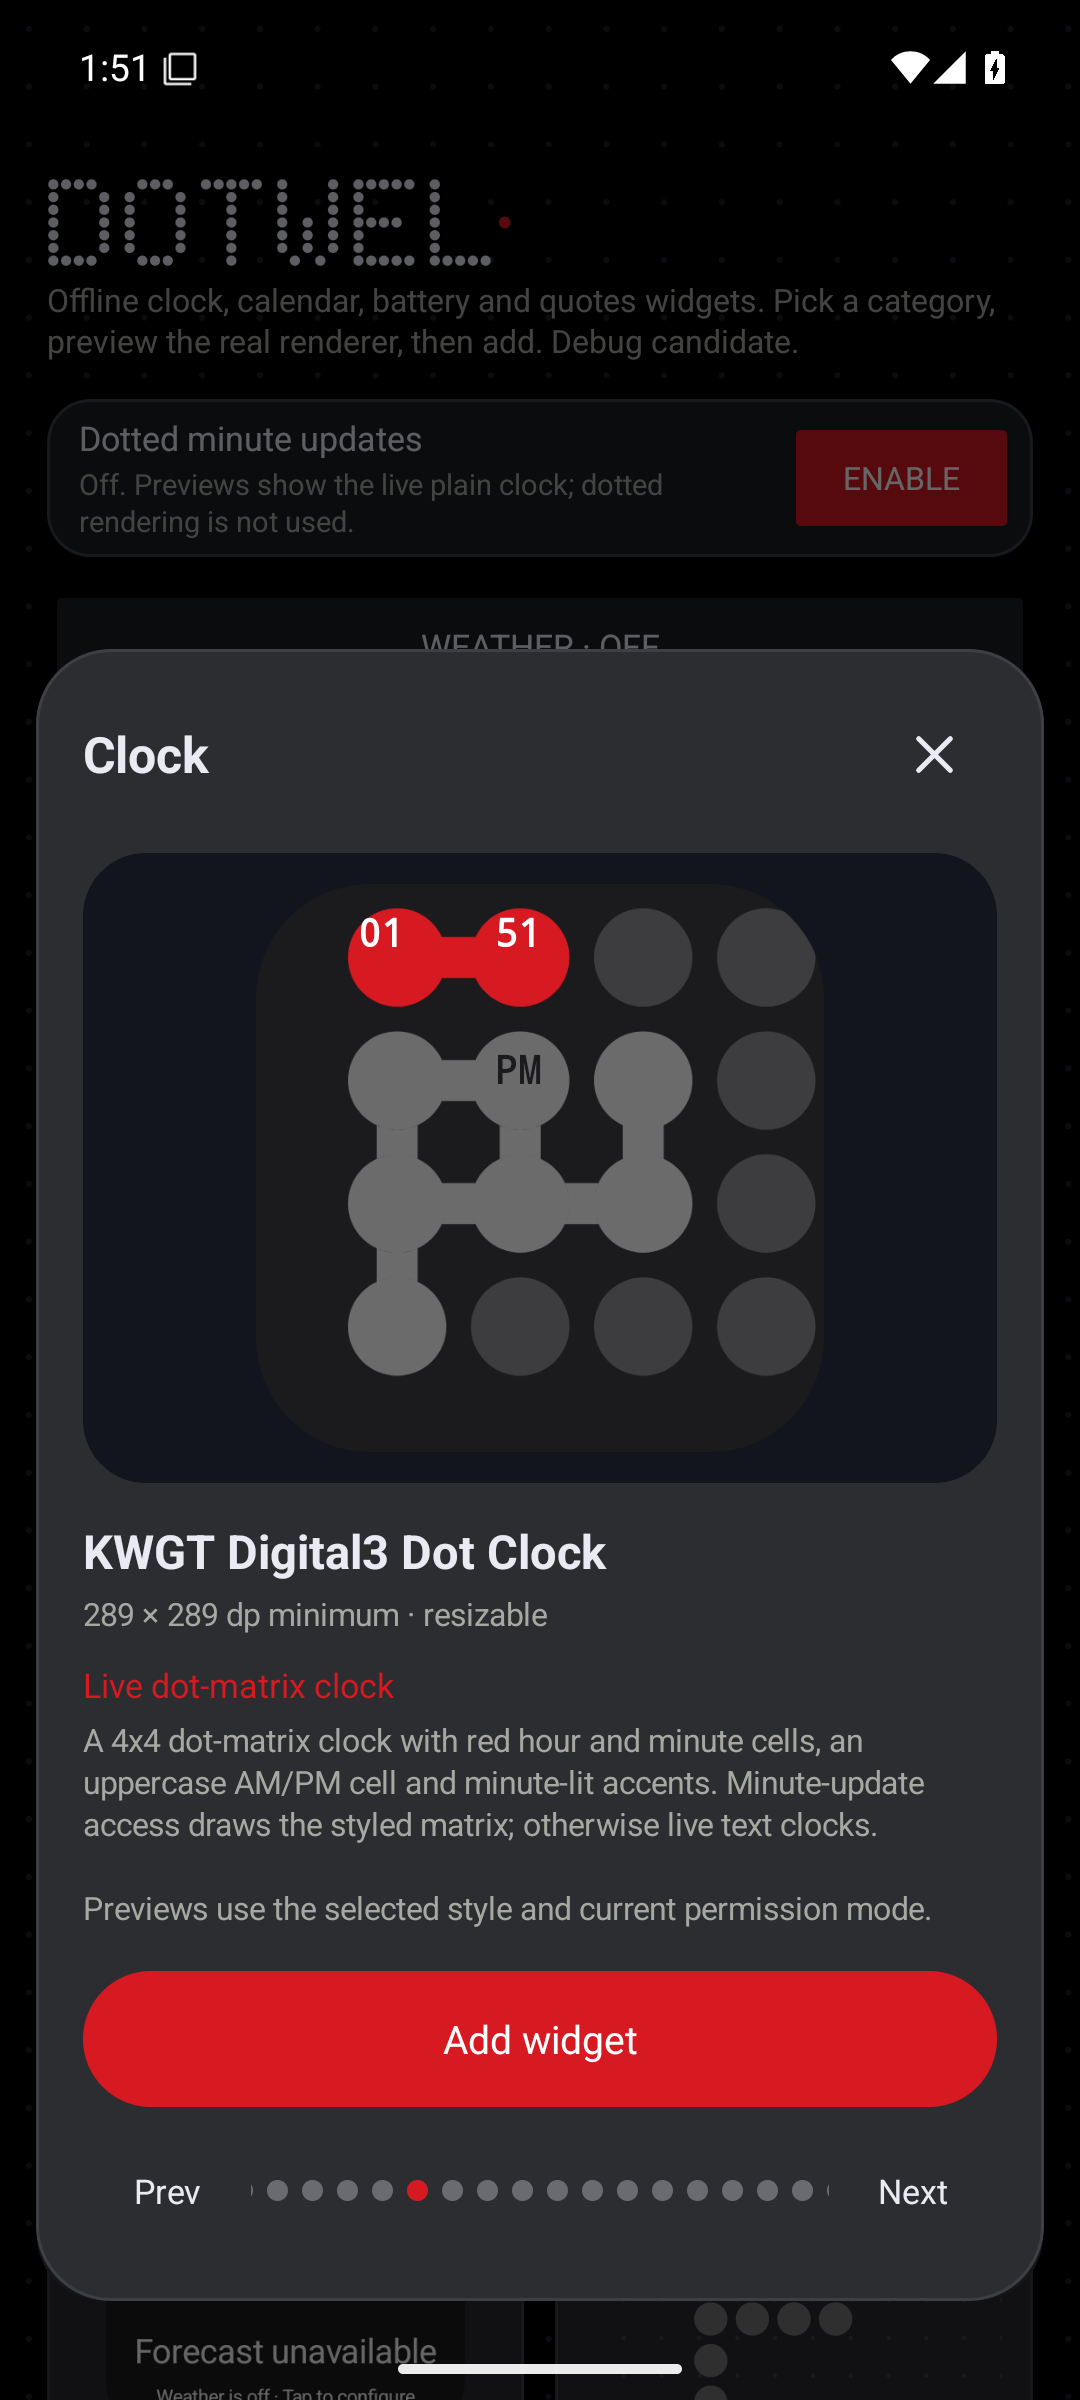 1:51
DOTWEL
Offline clock, calendar, battery and quotes widgets. Pick a category,
preview the real renderer, then add. Debug candidate.
Dotted minute updates
Off. Previews show the live plain clock; dotted
rendering is not used.
ENABLE
WEATHER · OFF
Clock
01 51
PM
KWGT Digital3 Dot Clock
289 × 289 dp minimum · resizable
Live dot-matrix clock
A 4x4 dot-matrix clock with red hour and minute cells, an
uppercase AM/PM cell and minute-lit accents. Minute-update
access draws the styled matrix; otherwise live text clocks.
Previews use the selected style and current permission mode.
Add widget
Prev Next
Forecast unavailable
Weather is off · Tap to configure